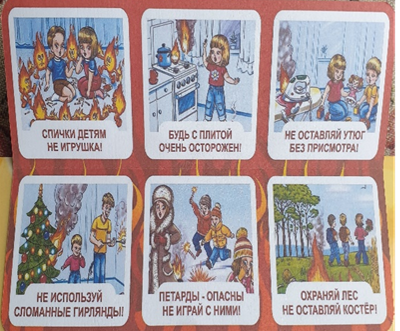 СПИЧКИ ДЕТЯМ
НЕ ИГРУШКА!
БУДЬ С ПЛИТОЙ
ОЧЕНЬ ОСТОРОЖЕН!
НЕ ОСТАВЛЯЙ УТЮГ
БЕЗ ПРИСМОТРА!
НЕ ИСПОЛЬЗУЙ
СЛОМАННЫЕ ГИРЛЯНДЫ!
ПЕТАРДЫ - ОПАСНЫ
НЕ ИГРАЙ С НИМИ!
ОХРАНЯЙ ЛЕС
НЕ ОСТАВЛЯЙ КОСТЁР!